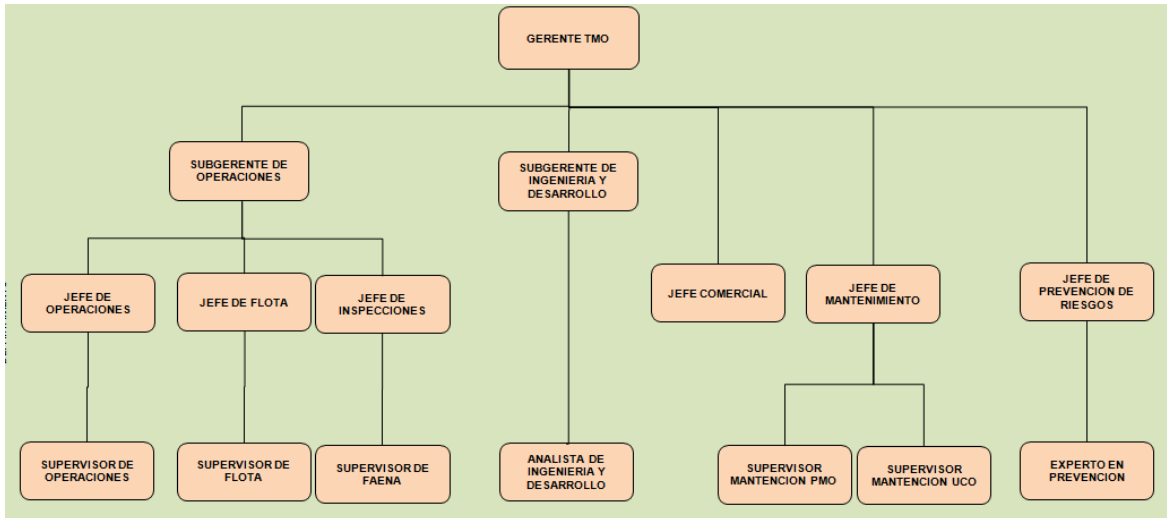 GERENTE TMO
SUBGERENTE DE
OPERACIONES
SUBGERENTE DE
INGENIERIA Y
DESARROLLO
JEFE DE
OPERACIONES
JEFE DE FLOTA
JEFE DE
INSPECCIONES
JEFE COMERCIAL
JEFE DE
MANTENIMIENTO
JEFE DE
PREVENCION DE
RIESGOS
SUPERVISOR DE
OPERACIONES
SUPERVISOR DE
FLOTA
SUPERVISOR DE
FAENA
ANALISTA DE
INGENIERIA Y
DESARROLLO
SUPERVISOR
MANTENCION PMO
SUPERVISOR
MANTENCION UCO
EXPERTO EN
PREVENCION